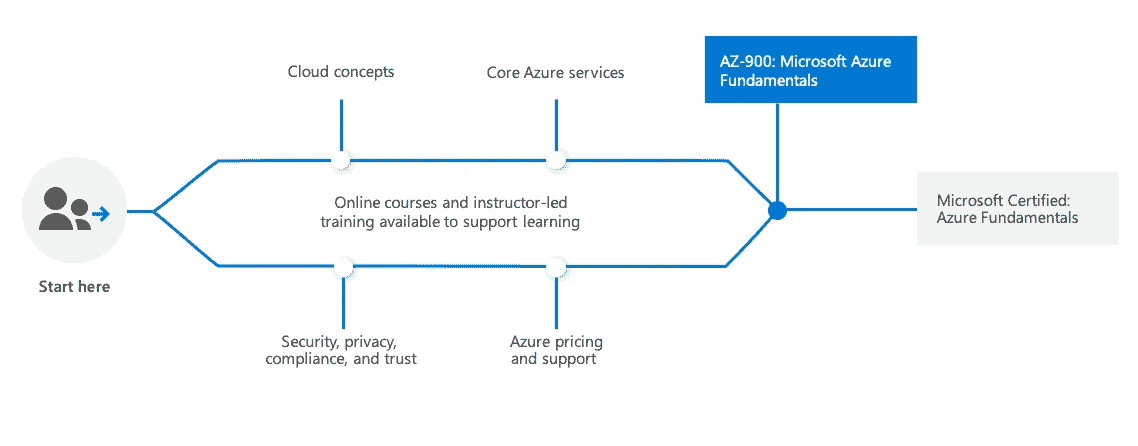 Cloud concepts
Core Azure services
AZ-900: Microsoft Azure
Fundamentals
Online courses and instructor-led
training available to support learning
Microsoft Certified:
Azure Fundamentals
Start here
Security, privacy,
compliance, and trust
Azure pricing
and support